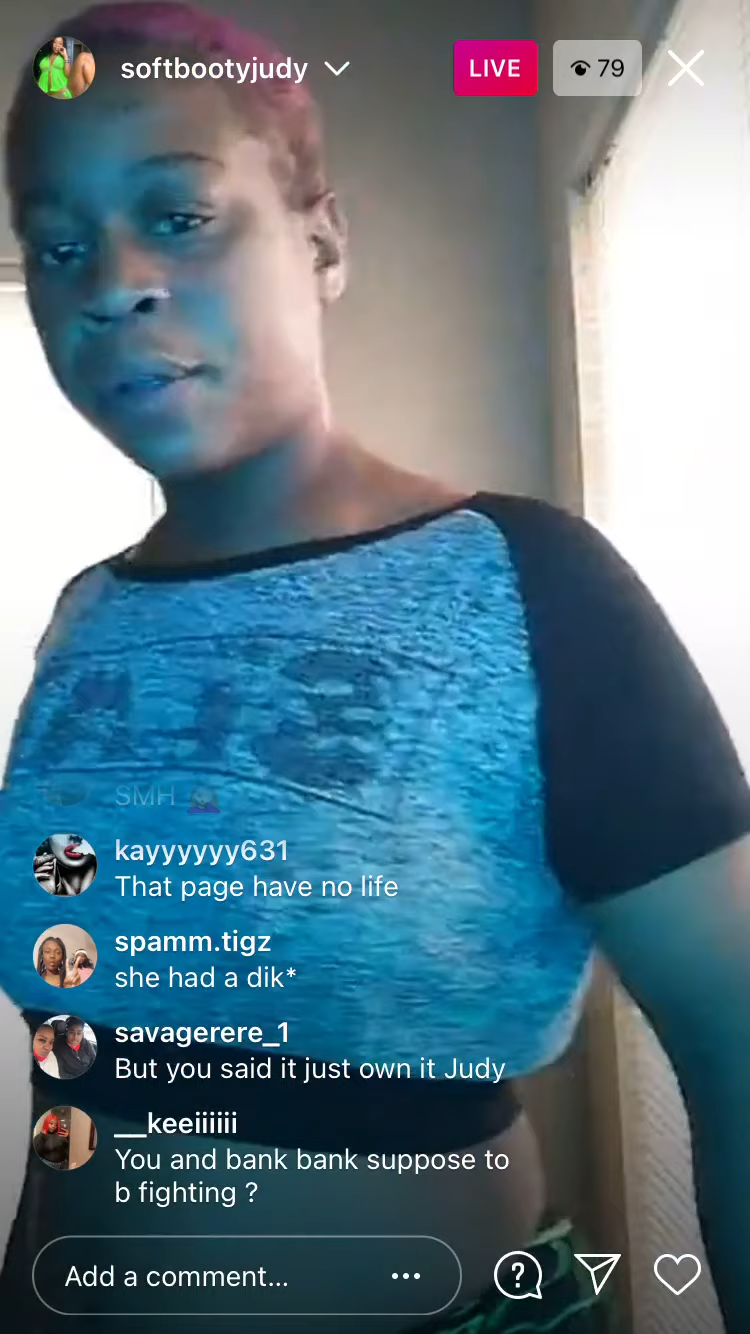 softbootyjudy
LIVE
79
SMH
kayyyyyy631
That page have no life
spamm.tigz
she had a dik*
savagerere_1
But you said it just own it Judy
__keeiiiiii
You and bank bank suppose to
b fighting ?
Add a comment...